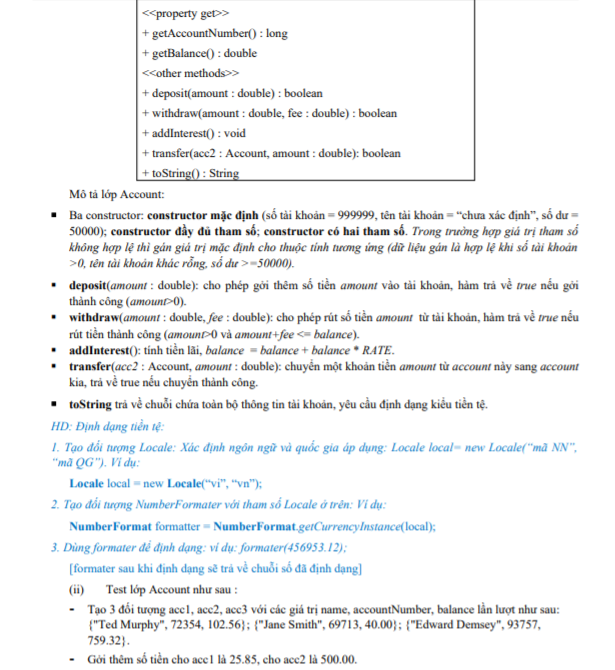 <<property get>>
+ getAccountNumber() : long
+ getBalance() : double
<<other methods>>
+ deposit(amount : double) : boolean
+ withdraw(amount : double, fee : double) : boolean
+ addInterest() : void
+ transfer(acc2 : Account, amount : double): boolean
+ toString() : String
Mô tả lớp Account:
▪ Ba constructor: constructor mặc định (số tài khoản = 999999, tên tài khoản = “chưa xác định”, số dư =
50000); constructor đầy đủ tham số; constructor có hai tham số. Trong trường hợp giá trị tham số
không hợp lệ thì gán giá trị mặc định cho thuộc tính tương ứng (dữ liệu gán là hợp lệ khi số tài khoản
>0, tên tài khoản khác rỗng, số dư >=50000).
▪ deposit(amount : double): cho phép gởi thêm số tiền amount vào tài khoản, hàm trả về true nếu gởi
thành công (amount>0).
▪ withdraw(amount : double, fee : double): cho phép rút số tiền amount từ tài khoản, hàm trả về true nếu
rút tiền thành công (amount>0 và amount+fee <= balance).
▪ addInterest(): tính tiền lãi, balance = balance + balance * RATE.
▪ transfer(acc2 : Account, amount : double): chuyển một khoản tiền amount từ account này sang account
kia, trả về true nếu chuyển thành công.
▪ toString trả về chuỗi chứa toàn bộ thông tin tài khoản, yêu cầu định dạng kiểu tiền tệ.
HD: Định dạng tiền tệ:
1. Tạo đối tượng Locale: Xác định ngôn ngữ và quốc gia áp dụng: Locale local= new Locale(“mã NN”,
“mã QG”). Ví dụ:
Locale local = new Locale(“vi”, “vn”);
2. Tạo đối tượng NumberFormater với tham số Locale ở trên: Ví dụ:
NumberFormat formatter = NumberFormat.getCurrencyInstance(local);
3. Dùng formater để định dạng: ví dụ: formater(456953.12);
[formater sau khi định dạng sẽ trả về chuỗi số đã định dạng]
(ii) Test lớp Account như sau :
- Tạo 3 đối tượng acc1, acc2, acc3 với các giá trị name, accountNumber, balance lần lượt như sau:
{"Ted Murphy", 72354, 102.56}; {"Jane Smith", 69713, 40.00}; {"Edward Demsey", 93757,
759.32}.
- Gởi thêm số tiền cho acc1 là 25.85, cho acc2 là 500.00.